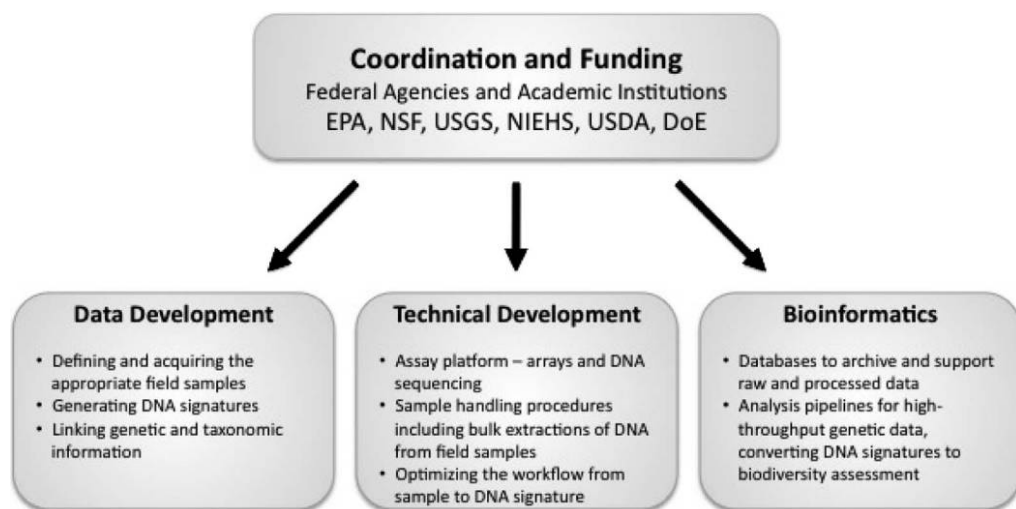 Coordination and Funding
Federal Agencies and Academic Institutions
EPA, NSF, USGS, NIEHS, USDA, DoE
Data Development
• Defining and acquiring the
appropriate field samples
• Generating DNA signatures
• Linking genetic and taxonomic
information
Technical Development
• Assay platform – arrays and DNA
sequencing
• Sample handling procedures
including bulk extractions of DNA
from field samples
• Optimizing the workflow from
sample to DNA signature
Bioinformatics
• Databases to archive and support
raw and processed data
• Analysis pipelines for high-
throughput genetic data,
converting DNA signatures to
biodiversity assessment